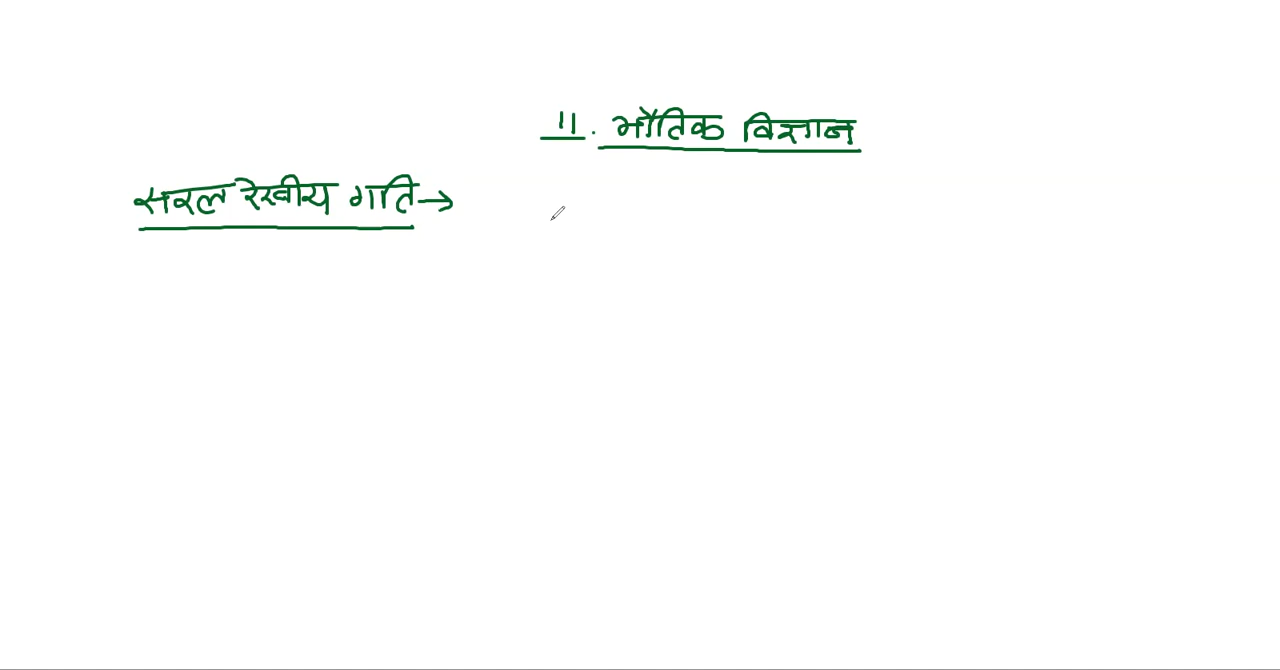 11. भौतिक विज्ञान
सरल रेखीय गति →